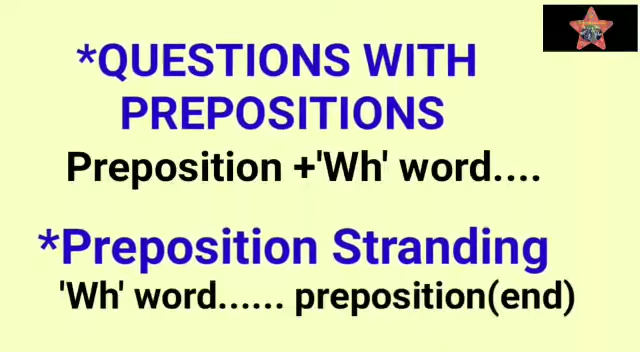 *QUESTIONS WITH
PREPOSITIONS
Preposition +'Wh' word....
*Preposition Stranding
'Wh' word...... preposition(end)